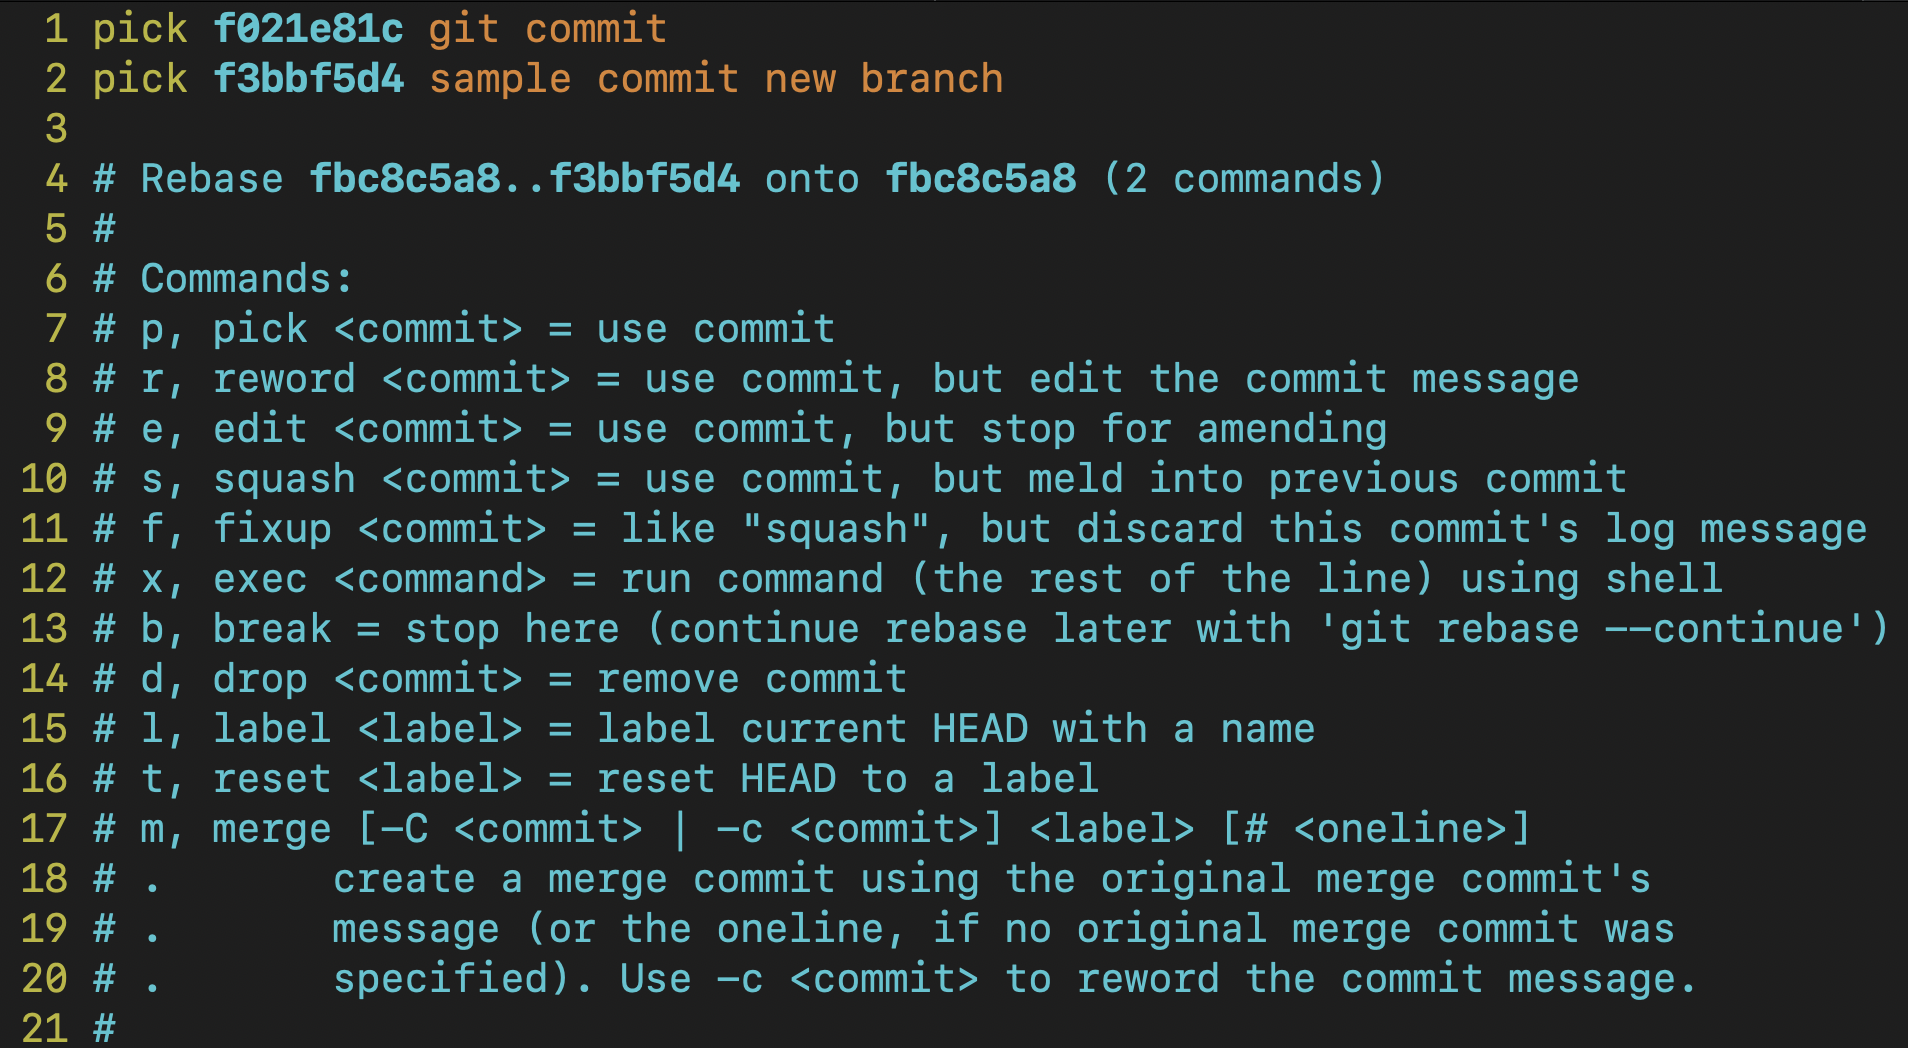 1 pick f021e81c git commit
2 pick f3bbf5d4 sample commit new branch
3
4 # Rebase fbc8c5a8..f3bbf5d4 onto fbc8c5a8 (2 commands)
5 #
6 # Commands:
7 # p, pick <commit> = use commit
8 # r, reword <commit> = use commit, but edit the commit message
9 # e, edit <commit> = use commit, but stop for amending
10 # s, squash <commit> = use commit, but meld into previous commit
11 # f, fixup <commit> = like "squash", but discard this commit's log message
12 # x, exec <command> = run command (the rest of the line) using shell
13 # b, break = stop here (continue rebase later with 'git rebase --continue')
14 # d, drop <commit> = remove commit
15 # l, label <label> = label current HEAD with a name
16 # t, reset <label> = reset HEAD to a label
17 # m, merge [-C <commit> | -c <commit>] <label> [# <oneline>]
18 # .       create a merge commit using the original merge commit's
19 # .       message (or the oneline, if no original merge commit was
20 # .       specified). Use -c <commit> to reword the commit message.
21 #